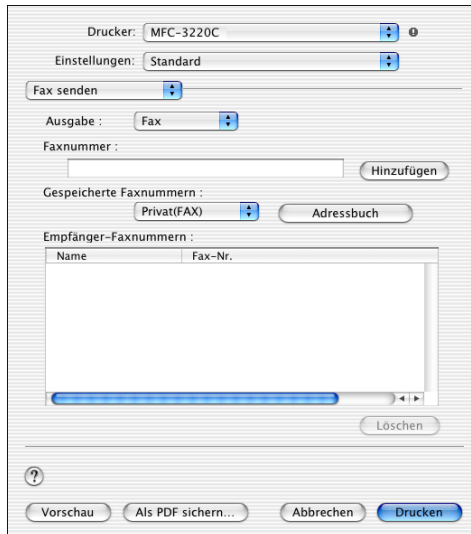 Drucker: MFC-3220C
Einstellungen: Standard
Fax senden
Ausgabe : Fax
Faxnummer :
Hinzufügen
Gespeicherte Faxnummern :
Privat(FAX) Adressbuch
Empfänger-Faxnummern :
Name Fax-Nr.
Löschen
?
Vorschau Als PDF sichern... Abbrechen Drucken